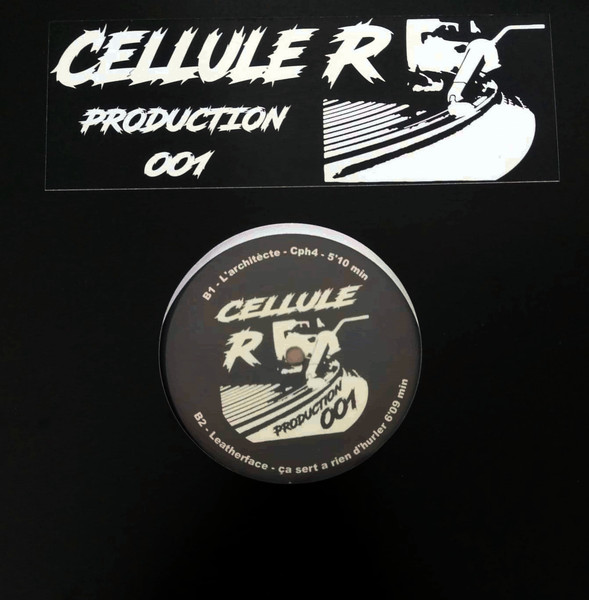 CELLULE R
PRODUCTION
001
B1 - L'architècte - Cph4 - 5'10 min
CELLULE
R
PRODUCTION
001
B2 - Leatherface - ça sert a rien d'hurler 6'09 min